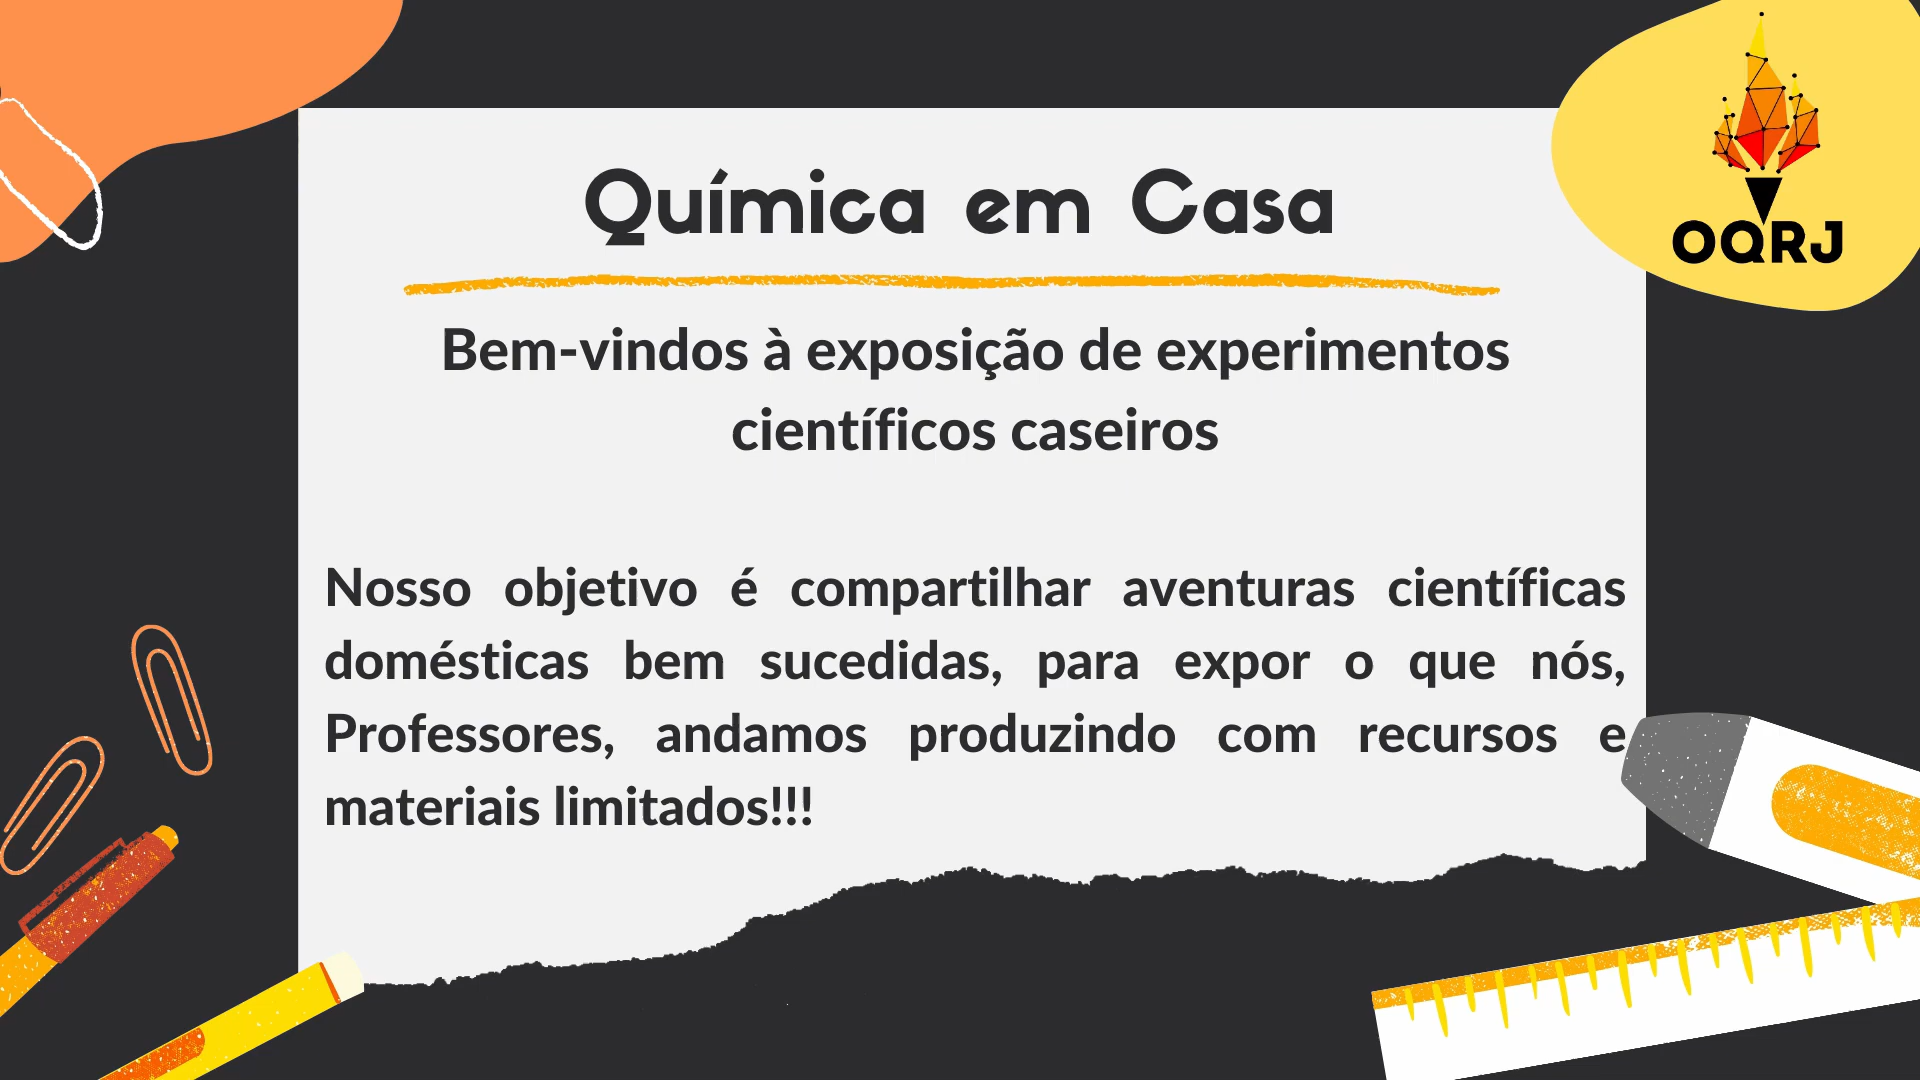 OQRJ
Química em Casa
Bem-vindos à exposição de experimentos
científicos caseiros
Nosso objetivo é compartilhar aventuras científicas
domésticas bem sucedidas, para expor o que nós,
Professores, andamos produzindo com recursos e
materiais limitados!!!